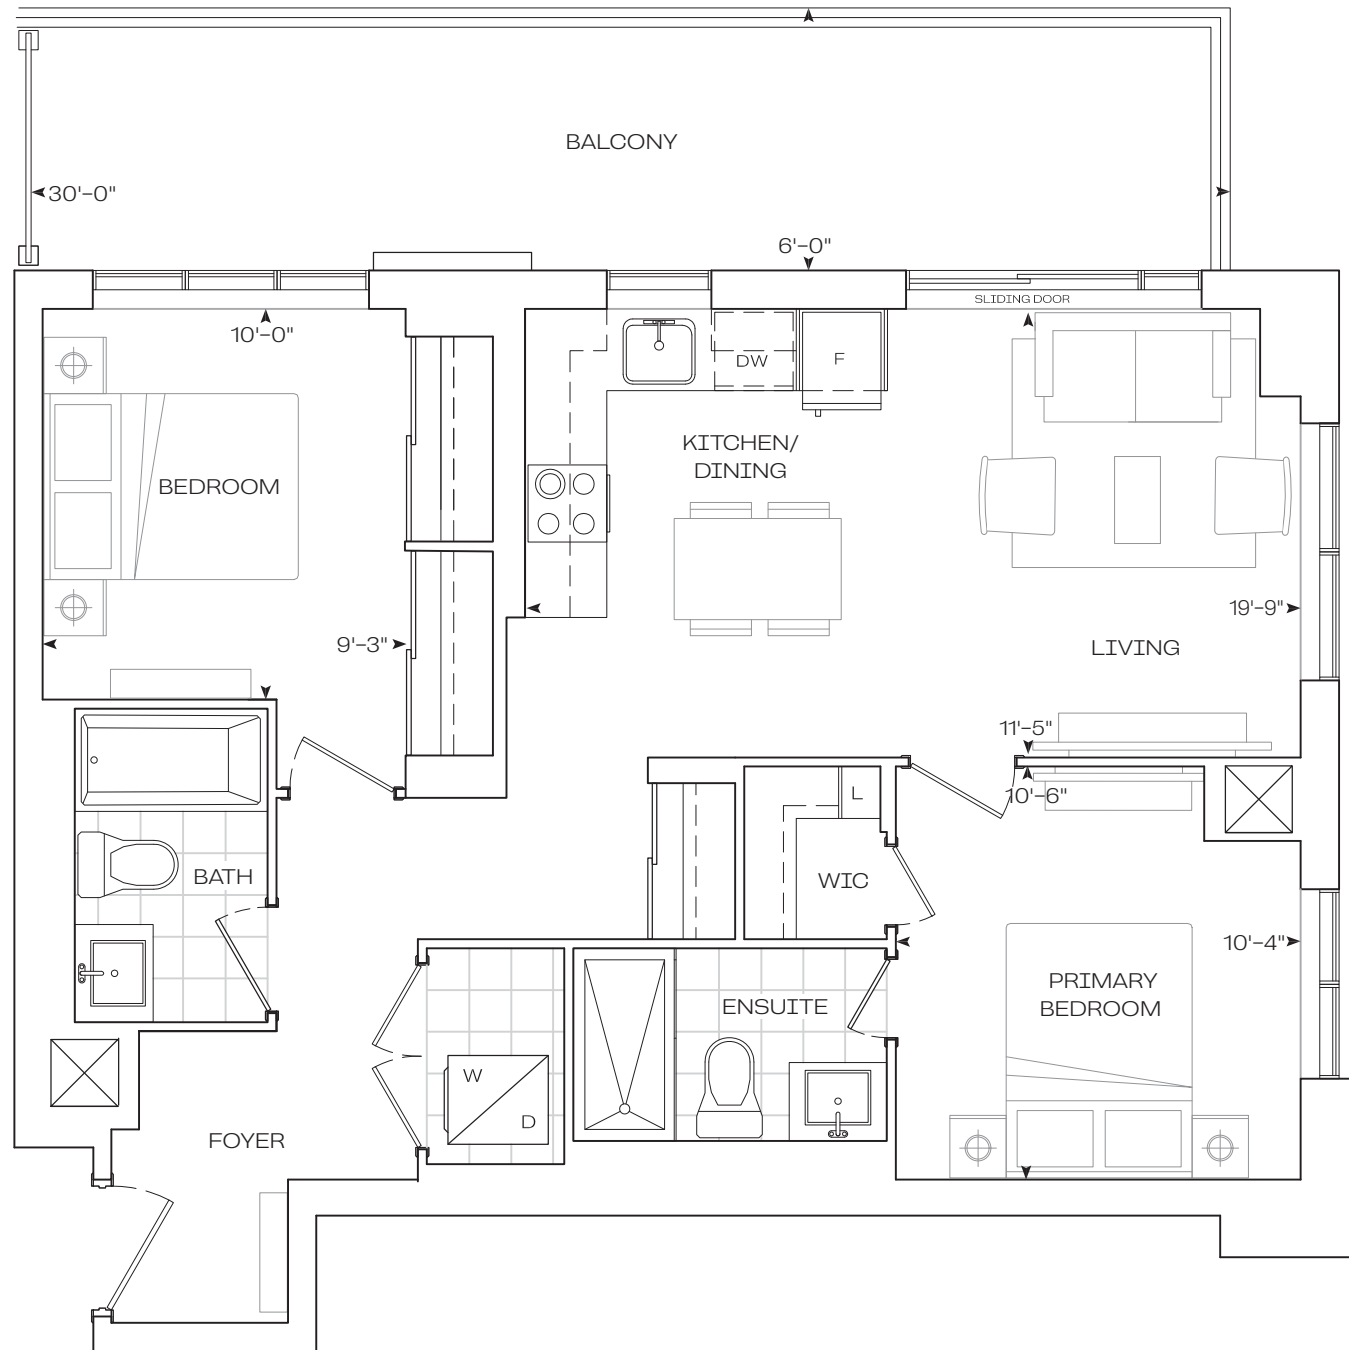 BALCONY
30'-0"
6'-0"
SLIDING DOOR
10'-0"
DW
F
KITCHEN/
DINING
BEDROOM
19'-9"
9'-3"
LIVING
11'-5"
10'-6"
L
BATH
WIC
10'-4"
PRIMARY
BEDROOM
ENSUITE
W
D
FOYER